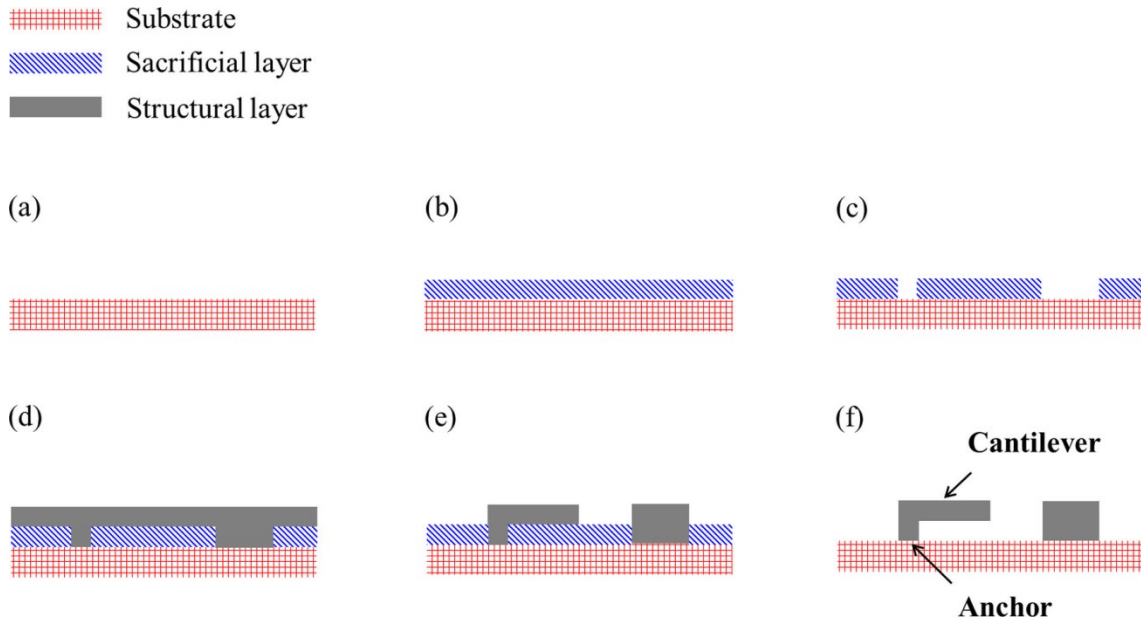 Substrate
Sacrificial layer
Structural layer
(a)
(b)
(c)
(d)
(e)
(f)
Cantilever
Anchor